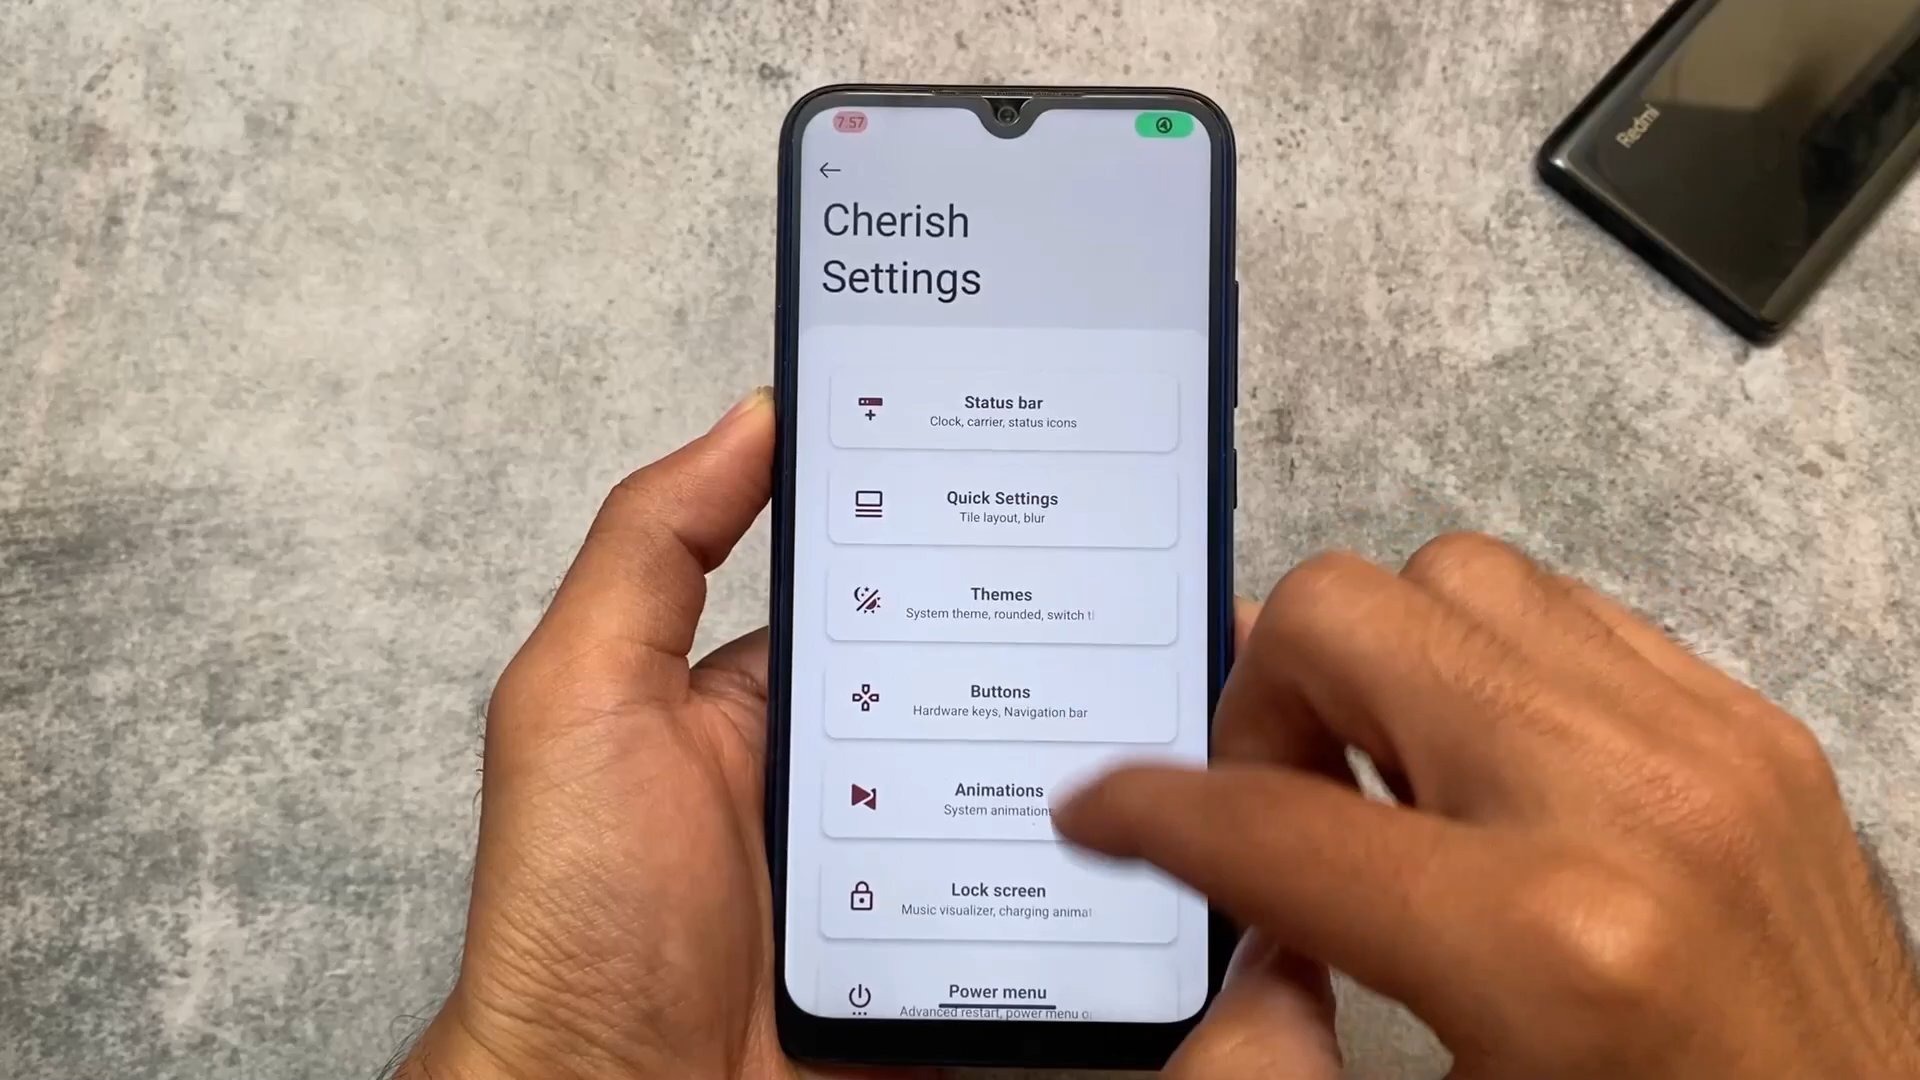 7:57
Redmi
Cherish
Settings
Status bar
Clock, carrier, status icons
Quick Settings
Tile layout, blur
Themes
System theme, rounded, switch t
Buttons
Hardware keys, Navigation bar
Animations
System animation
Lock screen
Music visualizer, charging anima
Power menu
Advanced restart, power menu o